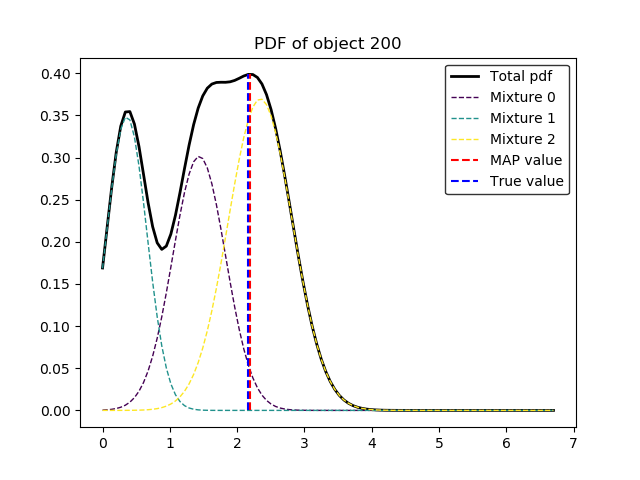 PDF of object 200
0.40
0.35
0.30
0.25
0.20
0.15
0.10
0.05
0.00
0 1 2 3 4 5 6 7
Total pdf
Mixture 0
Mixture 1
Mixture 2
MAP value
True value